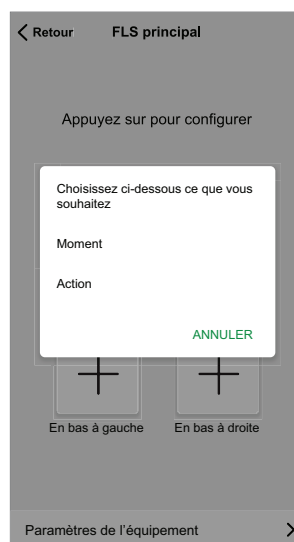 Retour
FLS principal
Appuyez sur pour configurer
Choisissez ci-dessous ce que vous
souhaitez
Moment
Action
ANNULER
En bas à gauche
En bas à droite
Paramètres de l’équipement